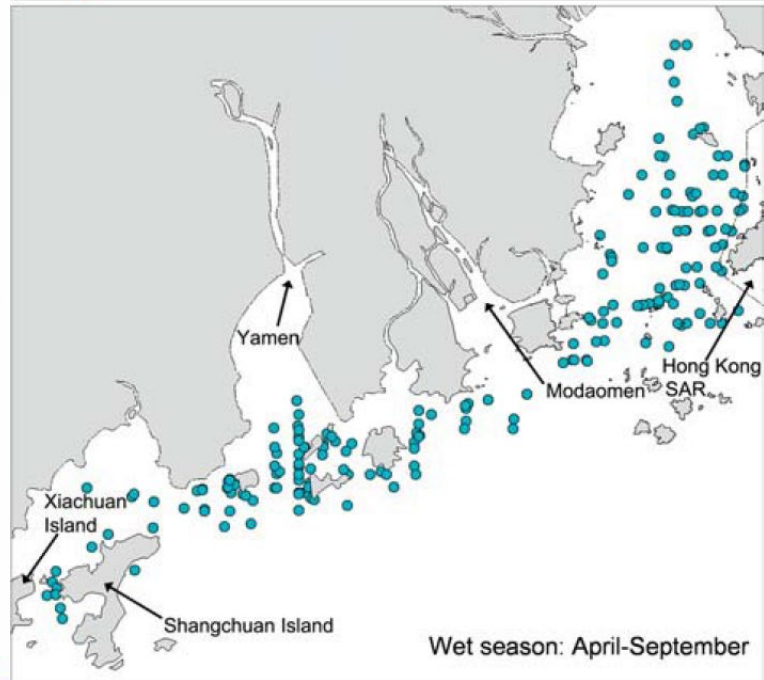 Yamen
Modaomen
Hong Kong
SAR
Xiachuan
Island
Shangchuan Island
Wet season: April-September